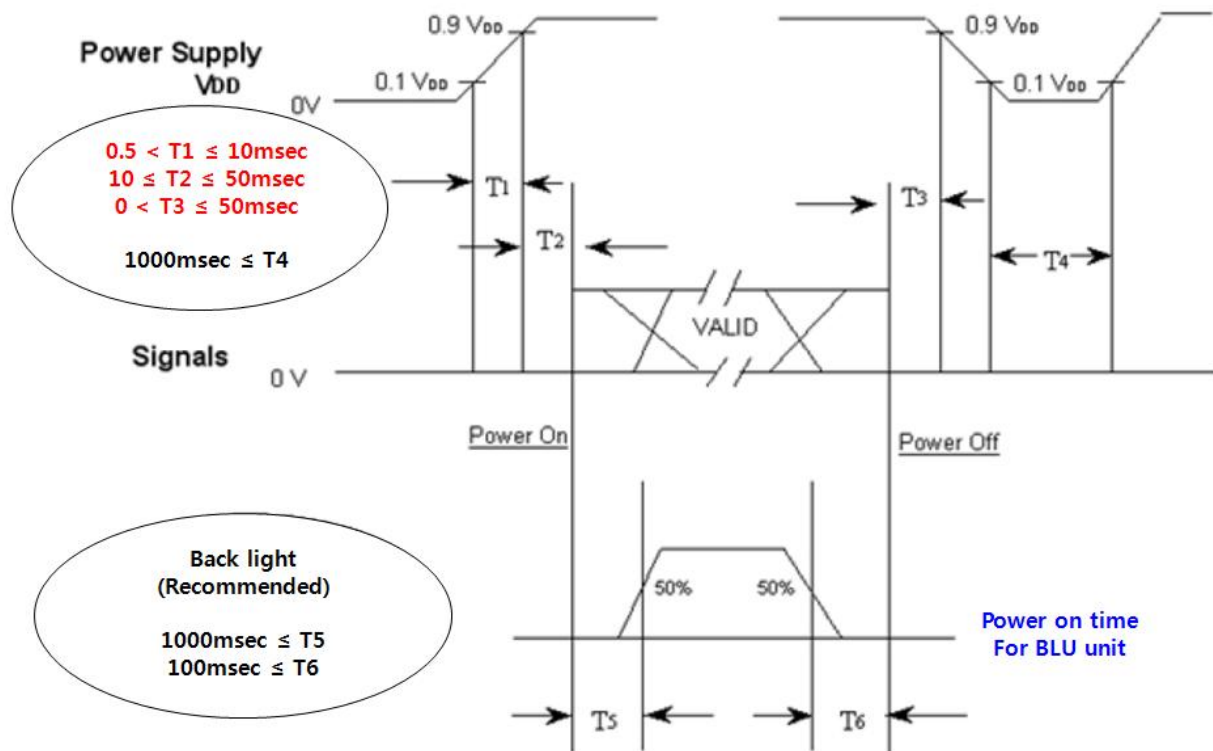 0.9 VDD
0.9 VDD
Power Supply
VDD
0.1 VDD
0.1 VDD
0V
0.5 < T1 ≤ 10msec
10 ≤ T2 ≤ 50msec
0 < T3 ≤ 50msec
1000msec ≤ T4
T1
T3
T2
T4
VALID
Signals
0 V
Power On
Power Off
Back light
(Recommended)
1000msec ≤ T5
100msec ≤ T6
50%
50%
Power on time
For BLU unit
T5
T6